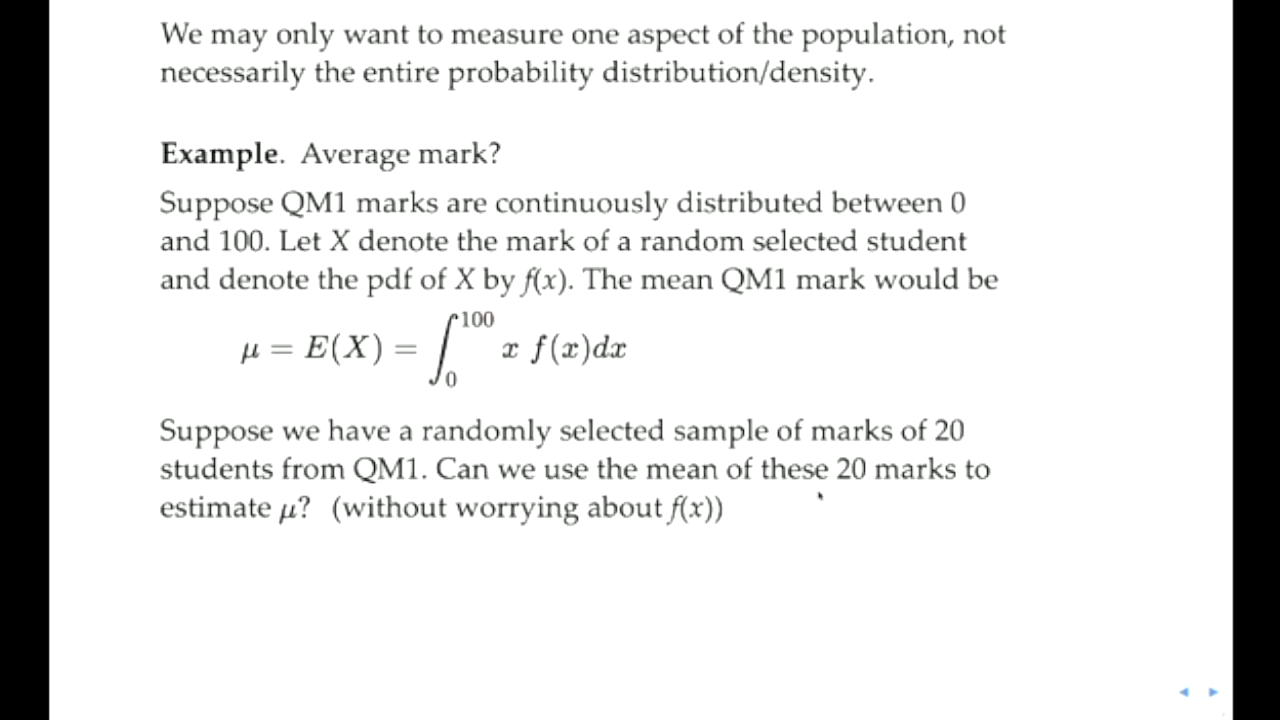 We may only want to measure one aspect of the population, not
necessarily the entire probability distribution/density.
Example. Average mark?
Suppose QM1 marks are continuously distributed between 0
and 100. Let X denote the mark of a random selected student
and denote the pdf of X by f(x). The mean QM1 mark would be
μ = E(X) = ∫₀¹⁰⁰ x f(x)dx
Suppose we have a randomly selected sample of marks of 20
students from QM1. Can we use the mean of these 20 marks to
estimate μ? (without worrying about f(x))